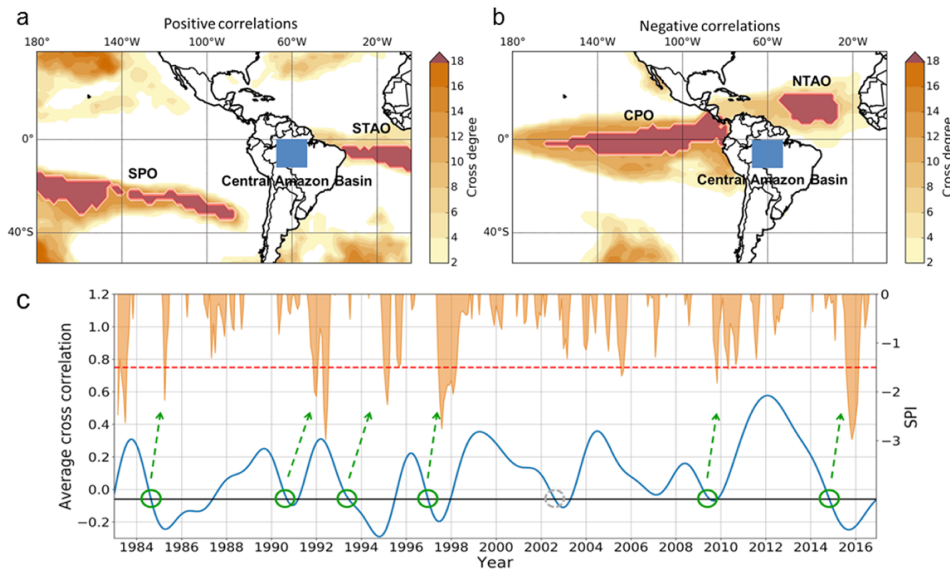 a
Positive correlations
180° 140°W 100°W 60°W 20°W
0°
40°S
SPO
STAO
Central Amazon Basin
18
16
14
12
10
8
6
4
2
Cross degree
b
Negative correlations
180° 140°W 100°W 60°W 20°W
0°
40°S
CPO
NTAO
Central Amazon Basin
18
16
14
12
10
8
6
4
2
Cross degree
c
1.2
1.0
0.8
0.6
0.4
0.2
0.0
−0.2
Average cross correlation
0
−1
−2
−3
SPI
1984 1986 1988 1990 1992 1994 1996 1998 2000 2002 2004 2006 2008 2010 2012 2014 2016
Year